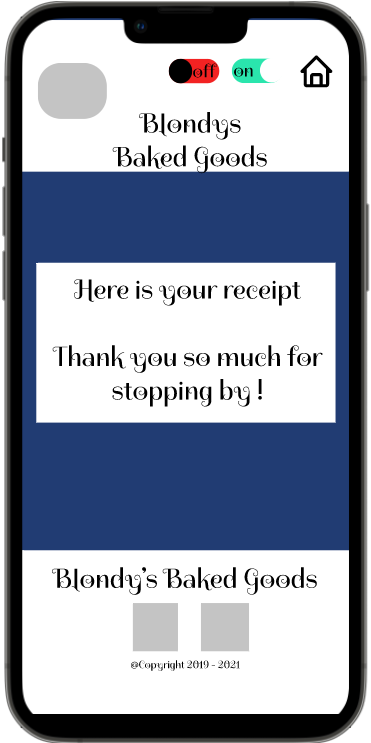 off on
Blondys
Baked Goods
Here is your receipt
Thank you so much for
stopping by !
Blondy's Baked Goods
@Copyright 2019 - 2021